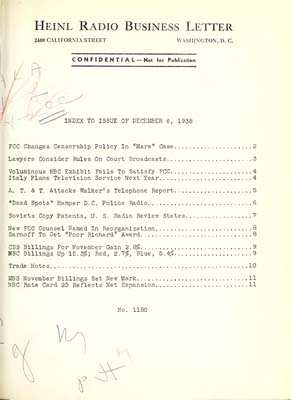 HEINL RADIO BUSINESS LETTER
2400 CALIFORNIA STREET WASHINGTON, D. C.
CONFIDENTIAL — Not for Publication
INDEX TO ISSUE OF DECEMBER 6, 1938
FCC Changes Censorship Policy In "Mars" Case....................2
Lawyers Consider Rules On Court Broadcasts......................3
Voluminous NBC Exhibit Fails To Satisfy FCC.....................4
Italy Plans Television Service Next Year........................4
A. T. & T. Attacks Walker's Telephone Report....................5
"Dead Spots" Hamper D.C. Police Radio...........................6
Soviets Copy Patents, U. S. Radio Review States.................7
New FCC Counsel Named In Reorganization.........................8
Sarnoff To Get "Poor Richard" Award.............................8
CBS Billings For November Gain 2.8%.............................9
NBC Billings Up 15.3%; Red, 2.7%, Blue, 3.4%....................9
Trade Notes.....................................................10
MBS November Billings Set New Mark..............................11
NBC Rate Card 25 Reflects Net Expansion.........................11
No. 1180